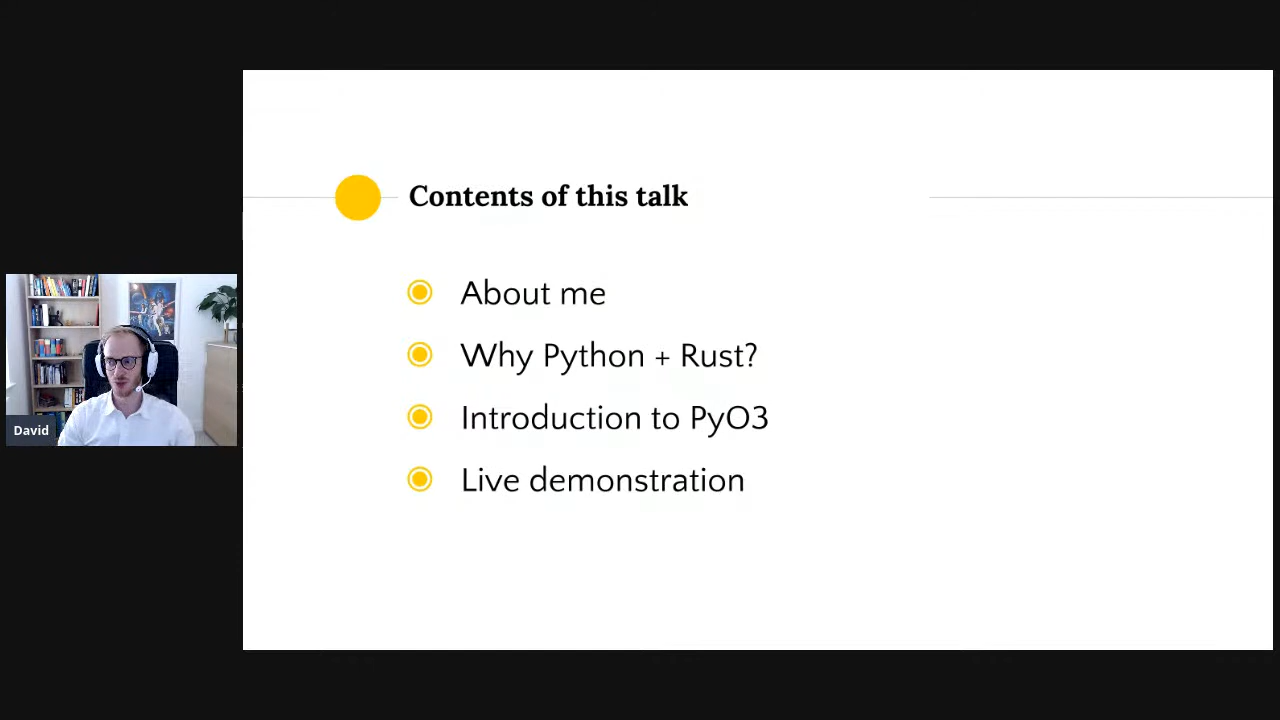 Contents of this talk
About me
Why Python + Rust?
Introduction to PyO3
Live demonstration
David